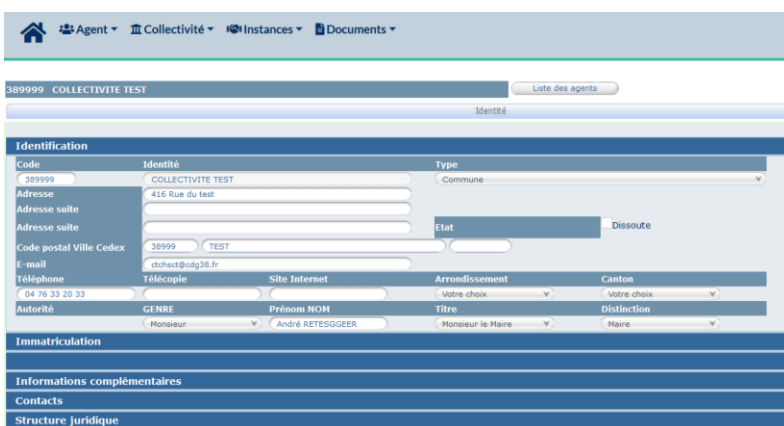 Agent Collectivité Instances Documents
389999 COLLECTIVITE TEST Liste des agents
Identité
Identification
Code Identité Type
389999 COLLECTIVITE TEST Commune
Adresse 416 Rue du test
Adresse suite
Adresse suite Etat Dissoute
Code postal Ville Cedex 38999 TEST
E-mail ctchsct@cdg38.fr
Téléphone Télécopie Site Internet Arrondissement Canton
04 76 33 20 33 Votre choix Votre choix
Autorité GENRE Prénom NOM Titre Distinction
Monsieur André RETESGGEER Monsieur le Maire Maire
Immatriculation
Informations complémentaires
Contacts
Structure juridique